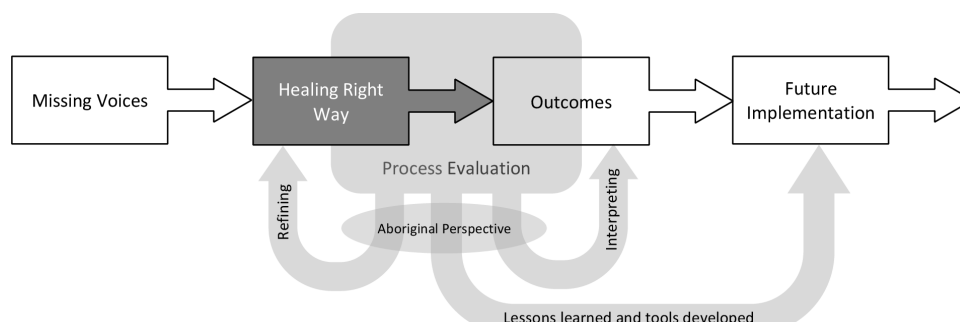 Missing Voices
Healing Right
Way
Outcomes
Future
Implementation
Process Evaluation
Refining
Aboriginal Perspective
Interpreting
Lessons learned and tools developed